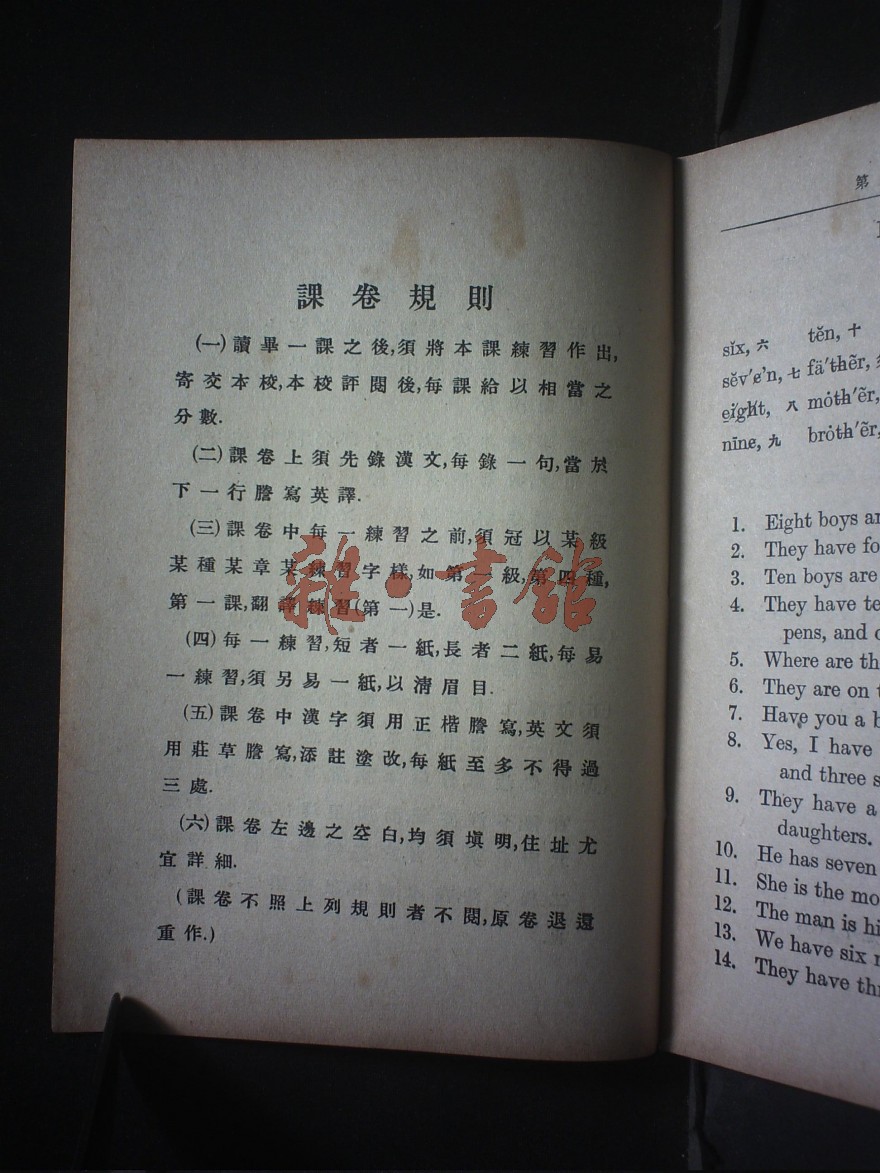 課卷規則
(一)讀畢一課之後,須將本課練習作出,
寄交本校,本校評閱後,每課給以相當之
分數.
(二)課卷上須先錄漢文,每錄一句,當於
下一行謄寫英譯.
(三)課卷中每一練習之前,須冠以某級
某種某章某練習字樣,如第一級,第四種,
第一課,翻譯練習(第一)是.
(四)每一練習,短者一紙,長者二紙,每易
一練習,須另易一紙,以清眉目.
(五)課卷中漢字須用正楷謄寫,英文須
用莊草謄寫,添註塗改,每紙至多不得過
三處.
(六)課卷左邊之空白,均須塡明,住址尤
宜詳細.
(課卷不照上列規則者不閱,原卷退還
重作.)
雜·書館
第
sĭx, 六 tĕn, 十
sĕv'e'n, 七 fä'thẽr,
eight, 八 mȯth'ẽr,
nīne, 九 brȯth'ẽr,
1. Eight boys
2. They have
3. Ten boys are
4. They have
pens, and
5. Where are
6. They are on
7. Have you a
8. Yes, I have
and three
9. They have a
daughters.
10. He has seven
11. She is the
12. The man is
13. We have six
14. They have